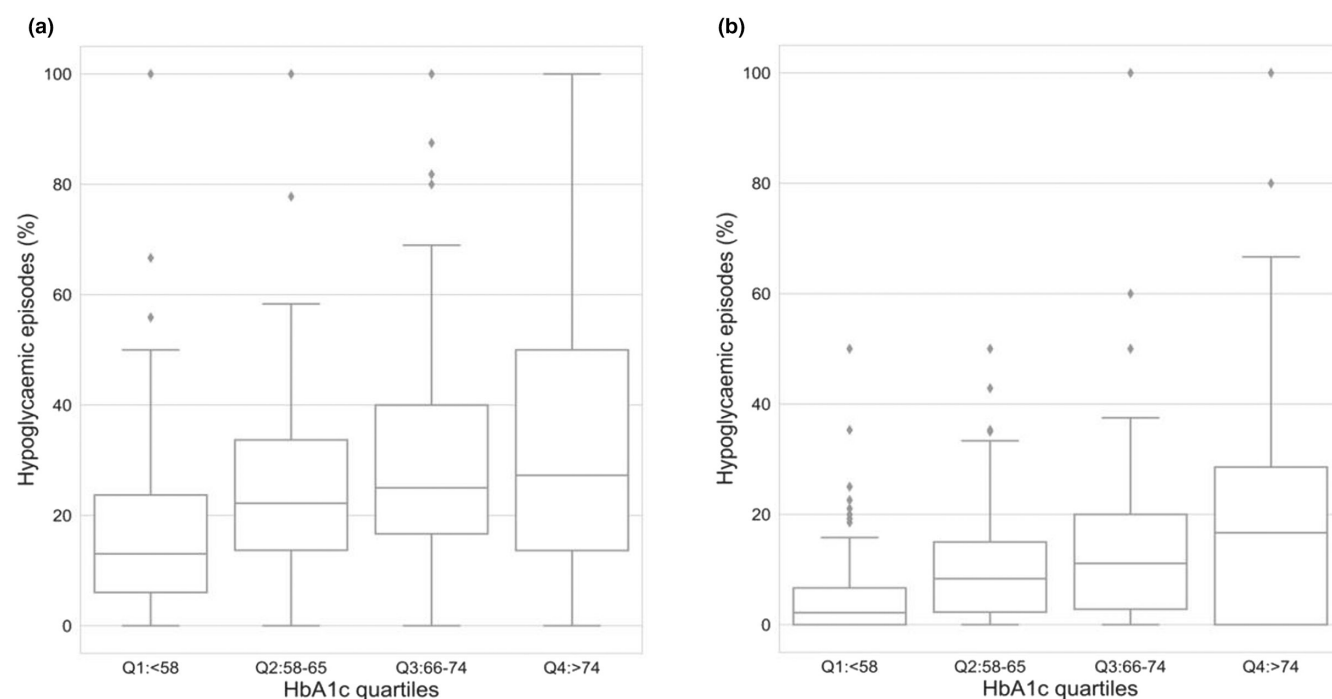 (a)
Hypoglycaemic episodes (%)
100
80
60
40
20
0
Q1:<58 Q2:58-65 Q3:66-74 Q4:>74
HbA1c quartiles
(b)
Hypoglycaemic episodes (%)
100
80
60
40
20
0
Q1:<58 Q2:58-65 Q3:66-74 Q4:>74
HbA1c quartiles